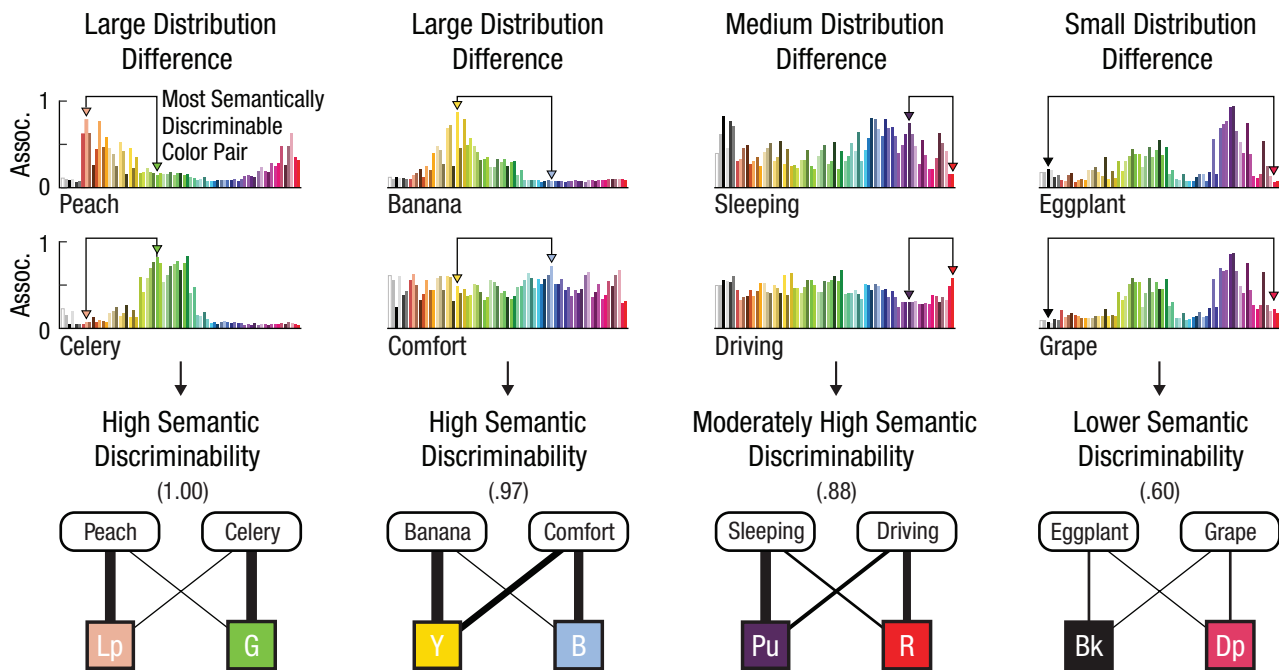 Large Distribution
Difference
Large Distribution
Difference
Medium Distribution
Difference
Small Distribution
Difference
1
Assoc.
0
Most Semantically
Discriminable
Color Pair
Peach
Banana
Sleeping
Eggplant
1
Assoc.
0
Celery
Comfort
Driving
Grape
High Semantic
Discriminability
(1.00)
High Semantic
Discriminability
(.97)
Moderately High Semantic
Discriminability
(.88)
Lower Semantic
Discriminability
(.60)
Peach
Celery
Banana
Comfort
Sleeping
Driving
Eggplant
Grape
Lp
G
Y
B
Pu
R
Bk
Dp